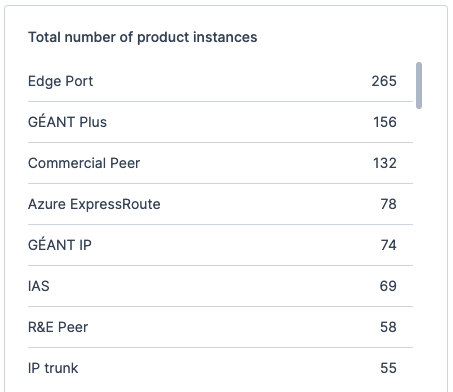 Total number of product instances
Edge Port 265
GÉANT Plus 156
Commercial Peer 132
Azure ExpressRoute 78
GÉANT IP 74
IAS 69
R&E Peer 58
IP trunk 55